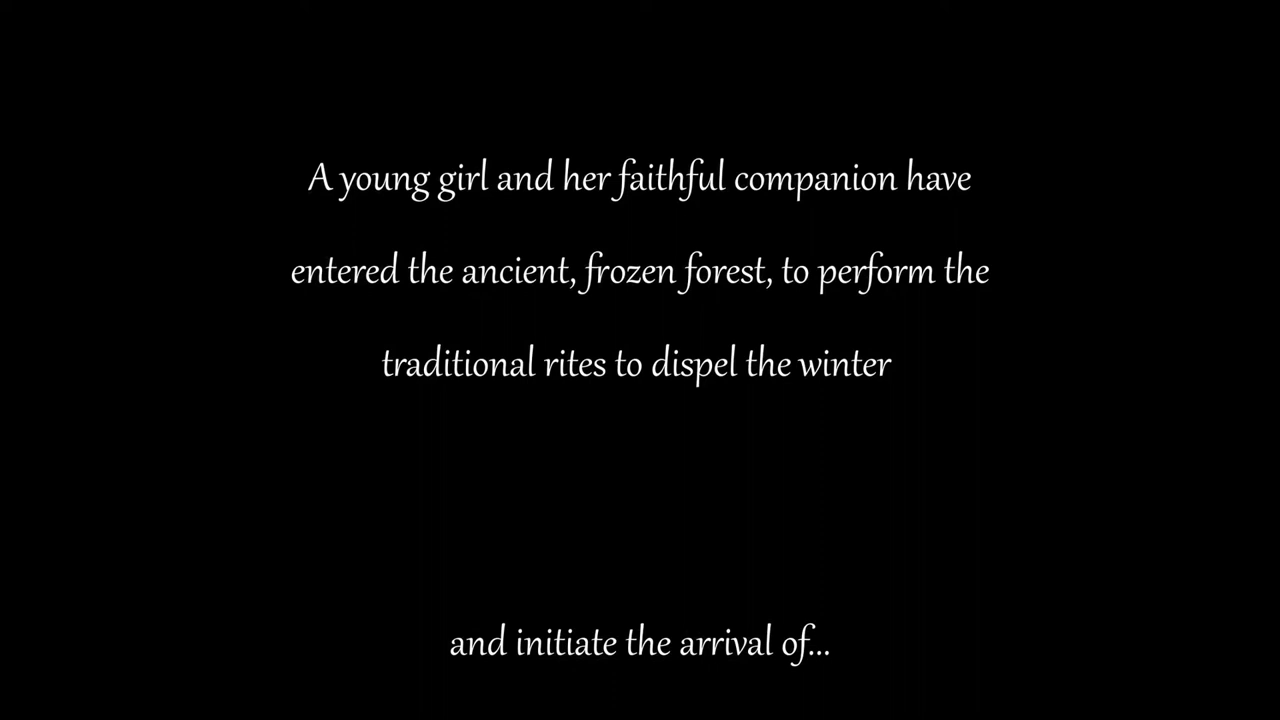 A young girl and her faithful companion have
entered the ancient, frozen forest, to perform the
traditional rites to dispel the winter
and initiate the arrival of...